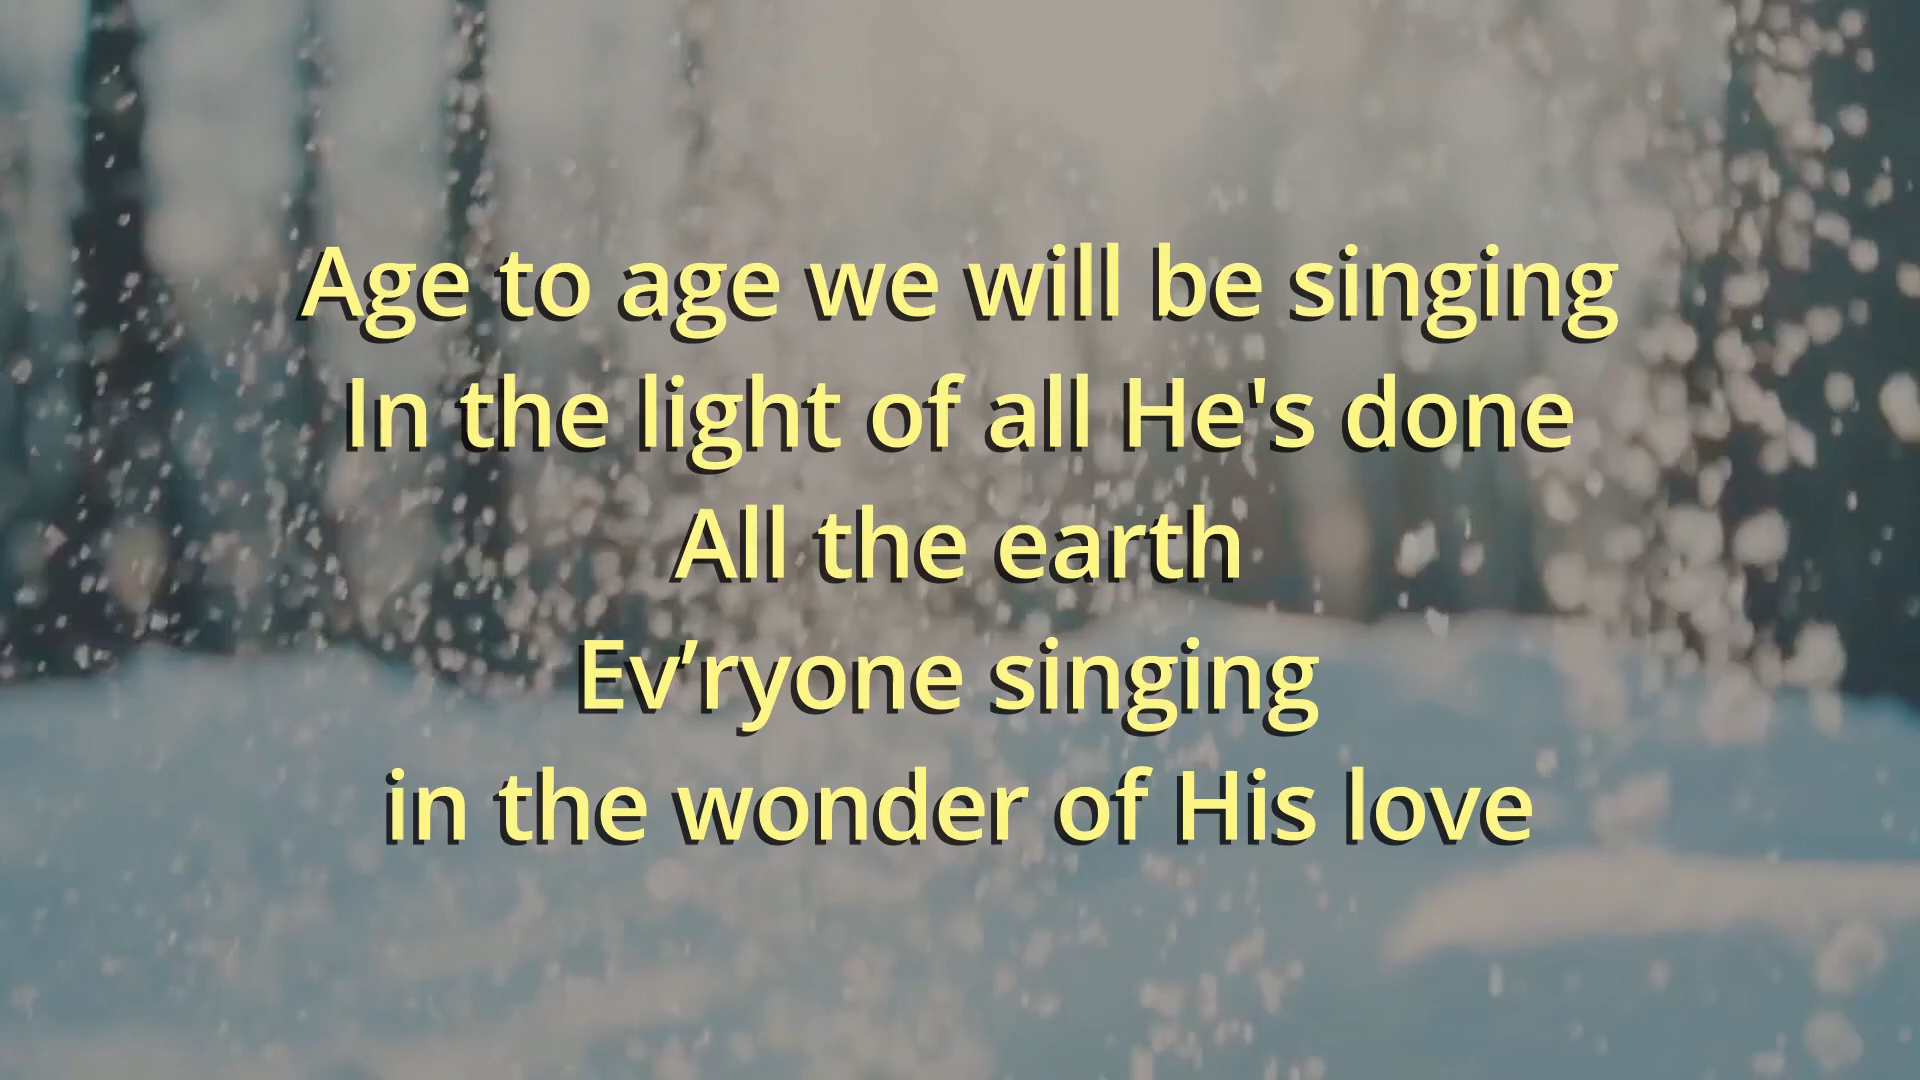 Age to age we will be singing
In the light of all He's done
All the earth
Ev’ryone singing
in the wonder of His love